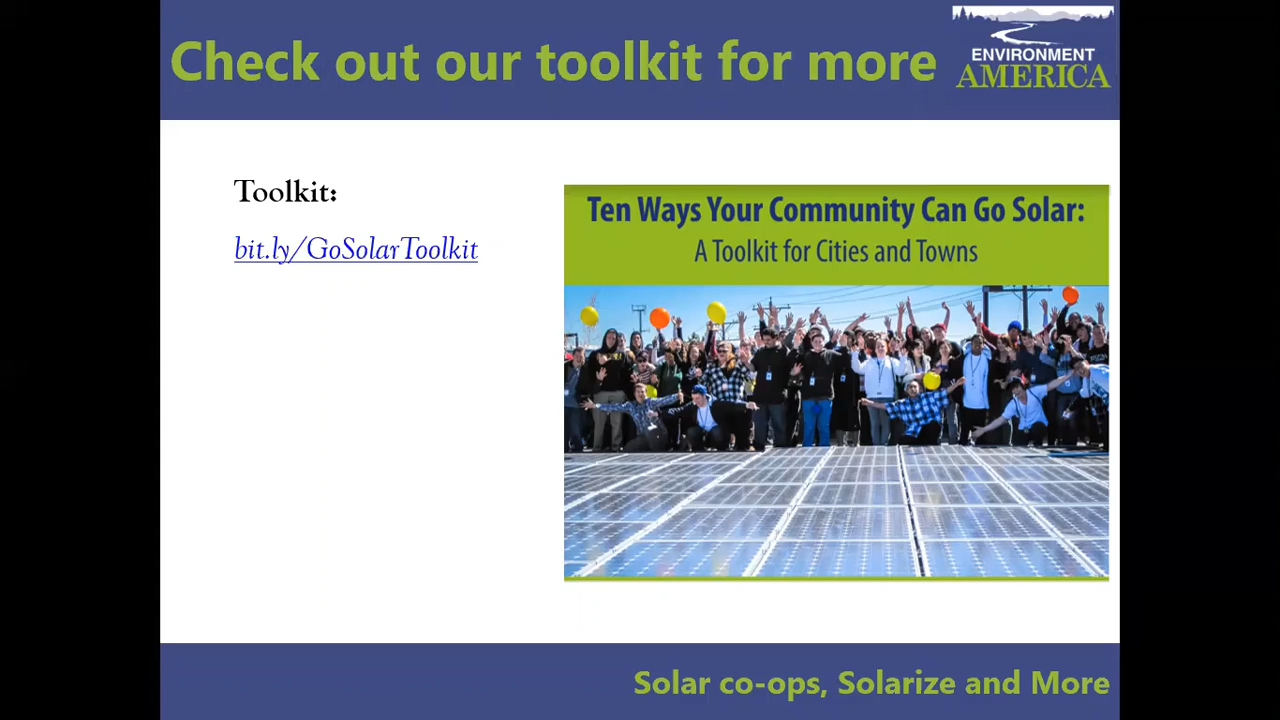 Check out our toolkit for more
ENVIRONMENT
AMERICA
Toolkit:
bit.ly/GoSolarToolkit
Ten Ways Your Community Can Go Solar:
A Toolkit for Cities and Towns
Solar co-ops, Solarize and More